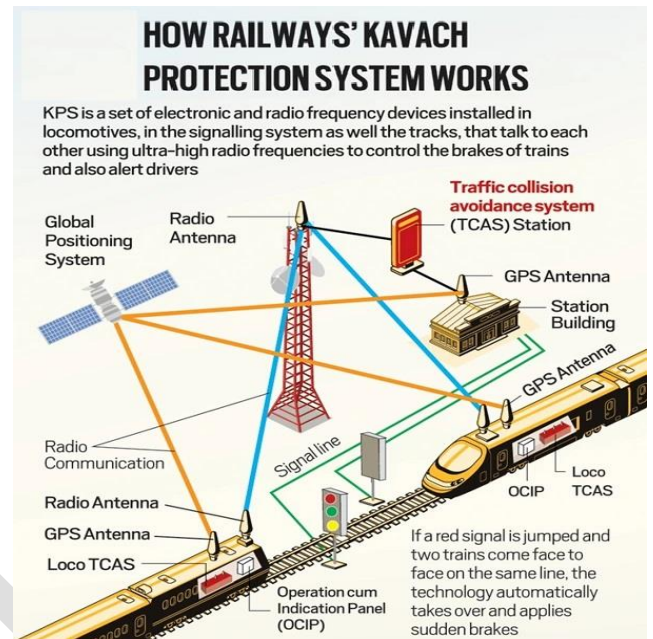 HOW RAILWAYS' KAVACH
PROTECTION SYSTEM WORKS
KPS is a set of electronic and radio frequency devices installed in
locomotives, in the signalling system as well the tracks, that talk to each
other using ultra-high radio frequencies to control the brakes of trains
and also alert drivers
Global
Positioning
System
Radio
Antenna
Traffic collision
avoidance system
(TCAS) Station
GPS Antenna
Station
Building
GPS Antenna
Radio
Communication
Signal line
OCIP
Loco
TCAS
Radio Antenna
GPS Antenna
Loco TCAS
Operation cum
Indication Panel
(OCIP)
If a red signal is jumped and
two trains come face to
face on the same line, the
technology automatically
takes over and applies
sudden brakes